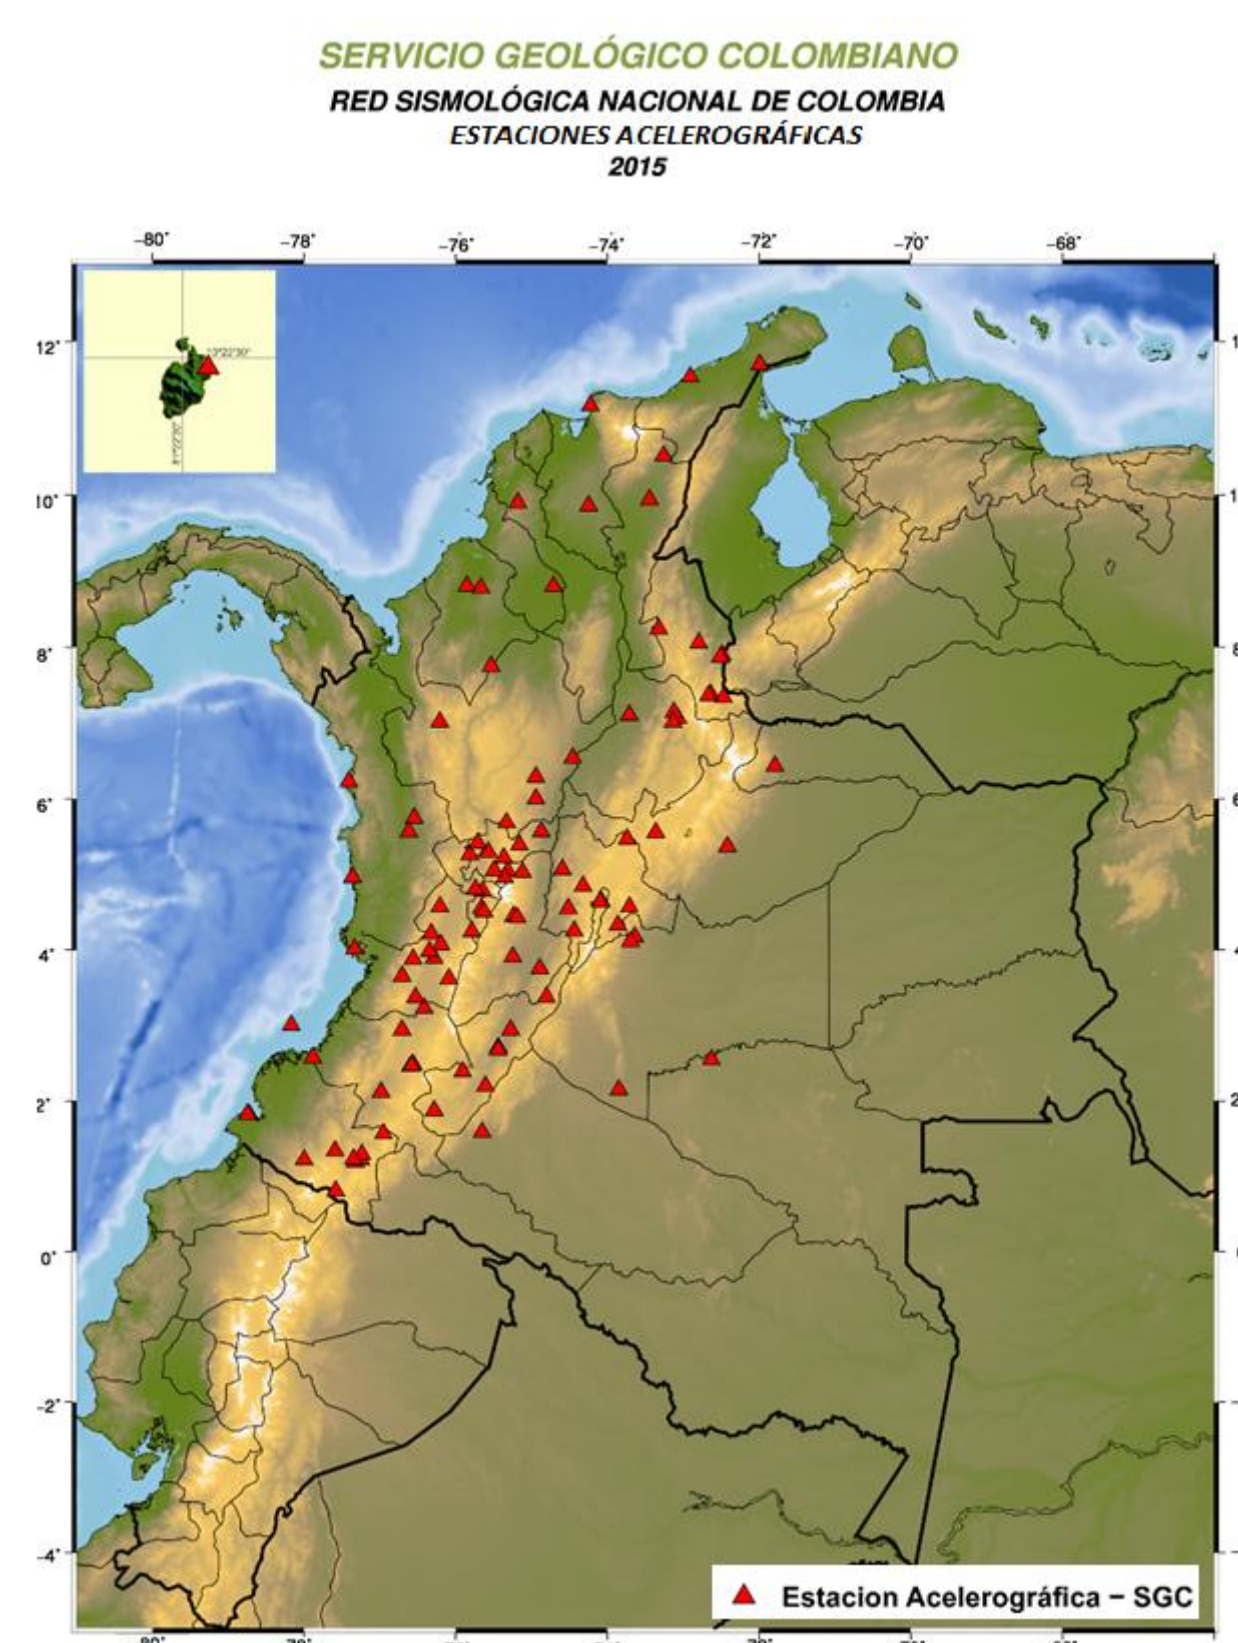 SERVICIO GEOLÓGICO COLOMBIANO
RED SISMOLÓGICA NACIONAL DE COLOMBIA
ESTACIONES ACELEROGRÁFICAS
2015
−80° −78° −76° −74° −72° −70° −68°
12°
10°
8°
6°
4°
2°
0°
−2°
−4°
Estacion Acelerográfica − SGC